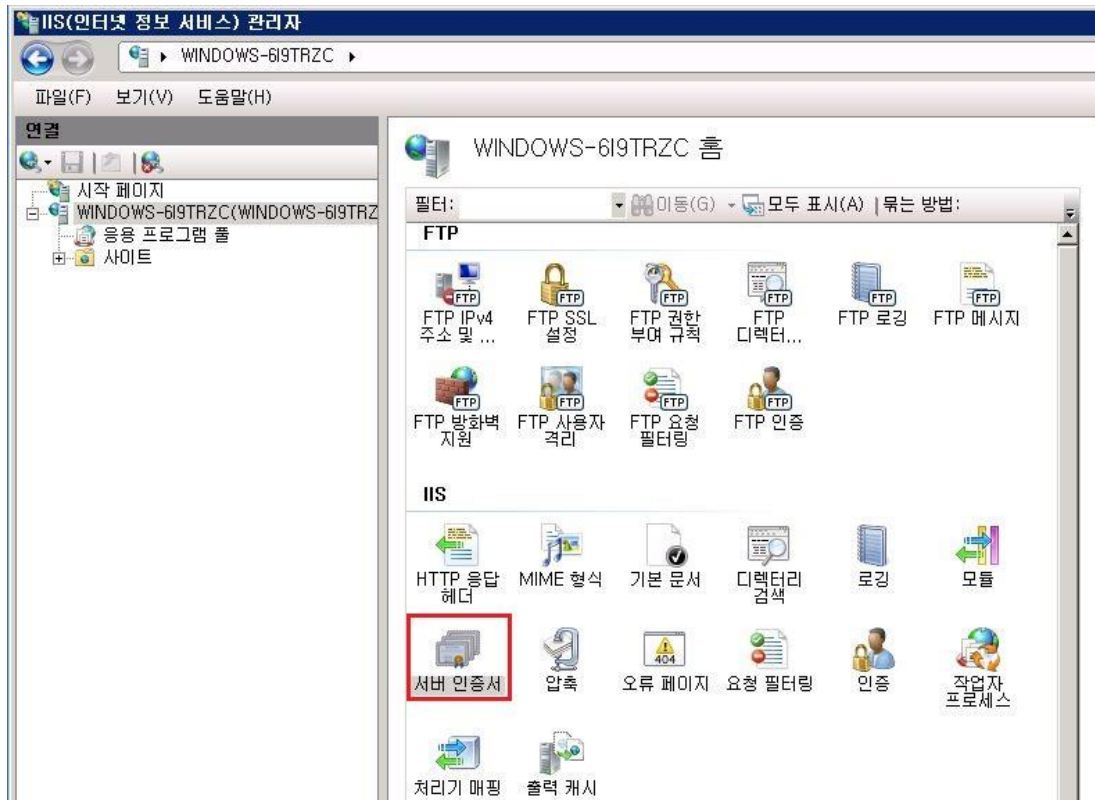 IIS(인터넷 정보 서비스) 관리자
WINDOWS-6I9TRZC
파일(F) 보기(V) 도움말(H)
연결
시작 페이지
WINDOWS-6I9TRZC(WINDOWS-6I9TRZ
응용 프로그램 풀
사이트
WINDOWS-6I9TRZC 홈
필터: 이동(G) 모두 표시(A) 묶는 방법:
FTP
FTP FTP FTP FTP FTP FTP
FTP IPv4 FTP SSL FTP 권한 FTP FTP 로깅 FTP 메시지
주소 및 ... 설정 부여 규칙 디렉터...
FTP FTP FTP FTP
FTP 방화벽 FTP 사용자 FTP 요청 FTP 인증
지원 격리 필터링
IIS
HTTP 응답 MIME 형식 기본 문서 디렉터리 로깅 모듈
헤더 검색
404
서버 인증서 압축 오류 페이지 요청 필터링 인증 작업자
프로세스
처리기 매핑 출력 캐시